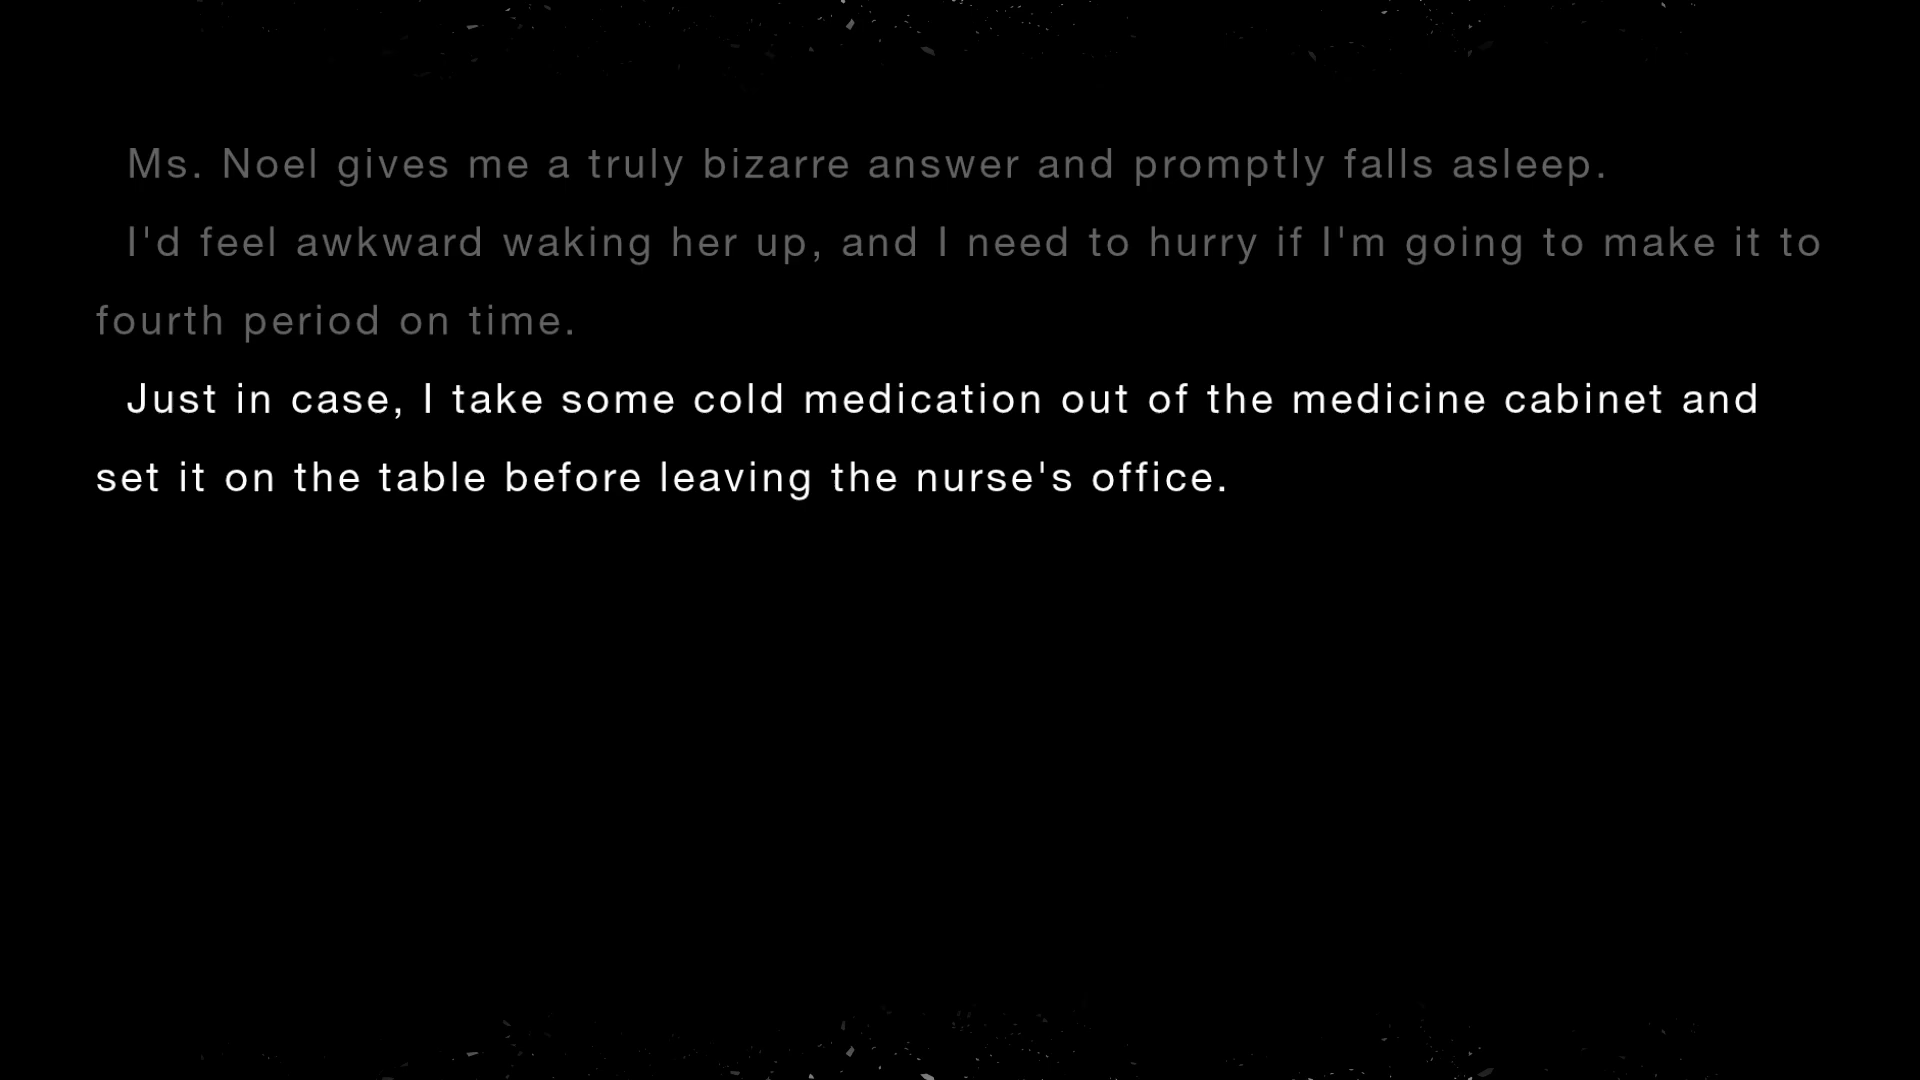 Ms. Noel gives me a truly bizarre answer and promptly falls asleep.
I'd feel awkward waking her up, and I need to hurry if I'm going to make it to
fourth period on time.
Just in case, I take some cold medication out of the medicine cabinet and
set it on the table before leaving the nurse's office.